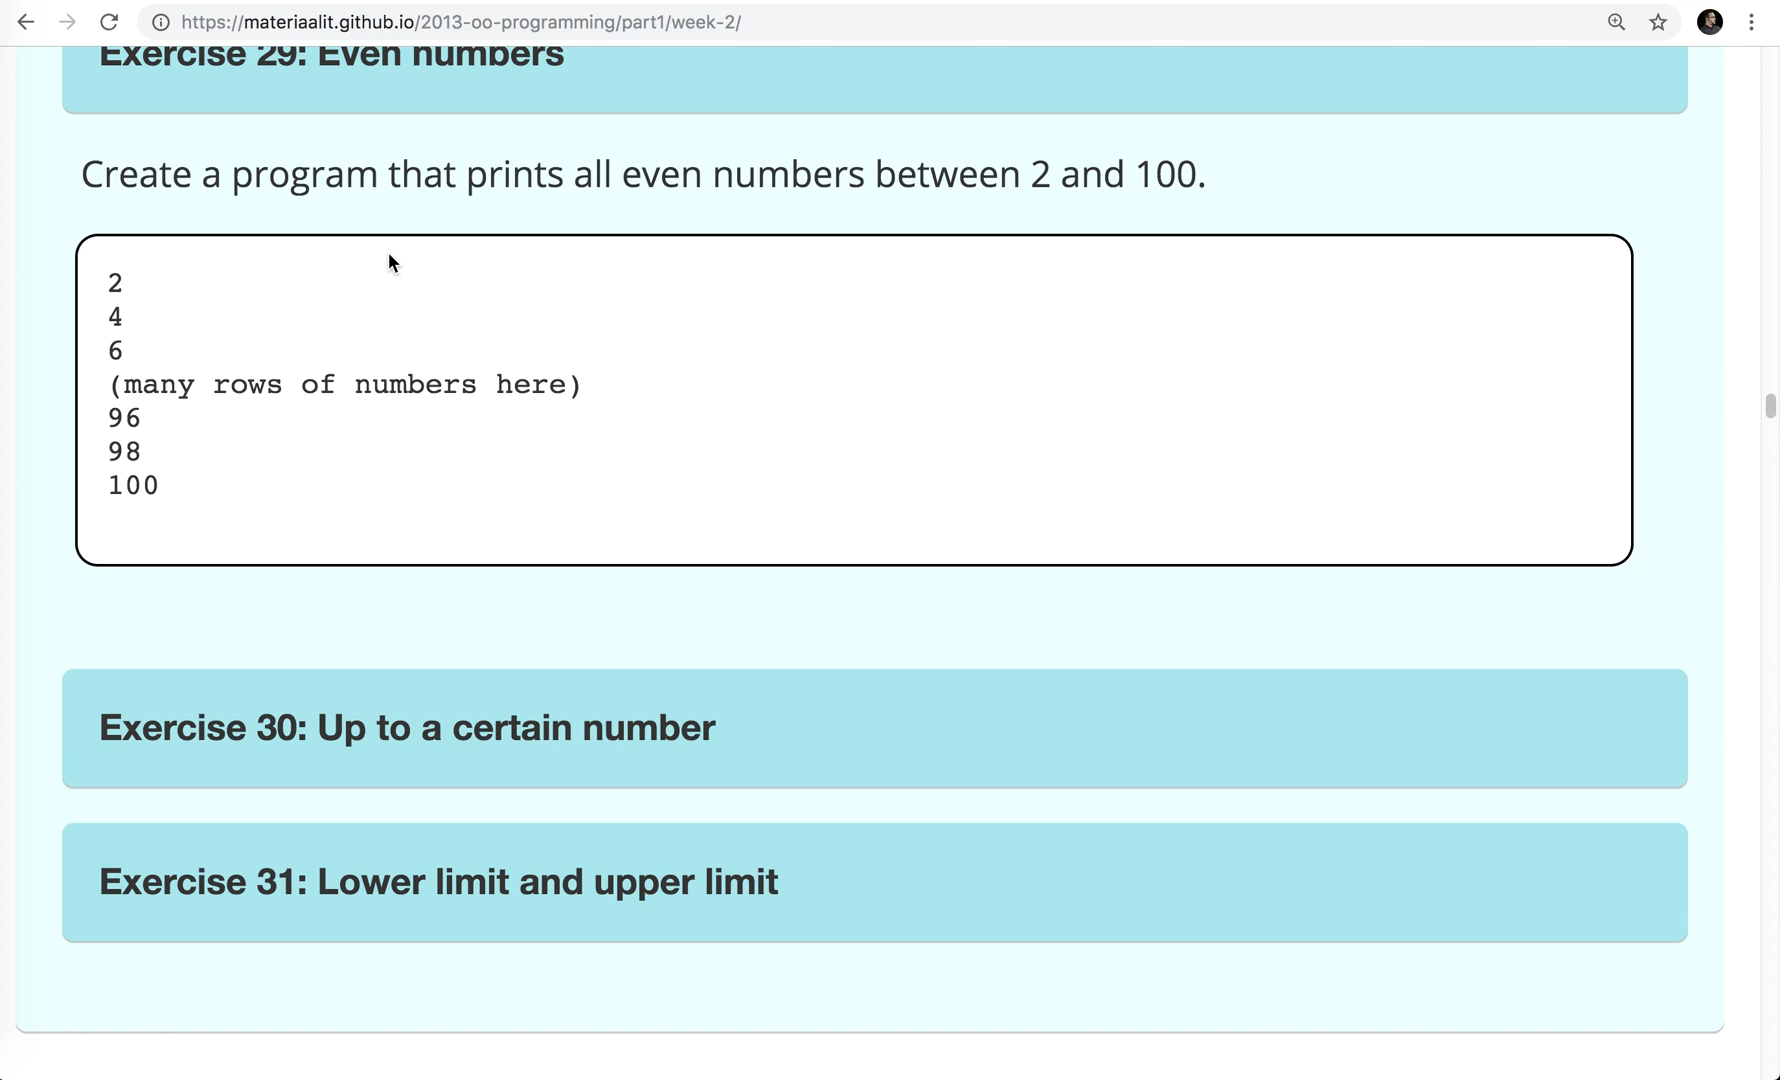 https://materiaalit.github.io/2013-oo-programming/part1/week-2/
Exercise 29: Even numbers
Create a program that prints all even numbers between 2 and 100.
2
4
6
(many rows of numbers here)
96
98
100
Exercise 30: Up to a certain number
Exercise 31: Lower limit and upper limit